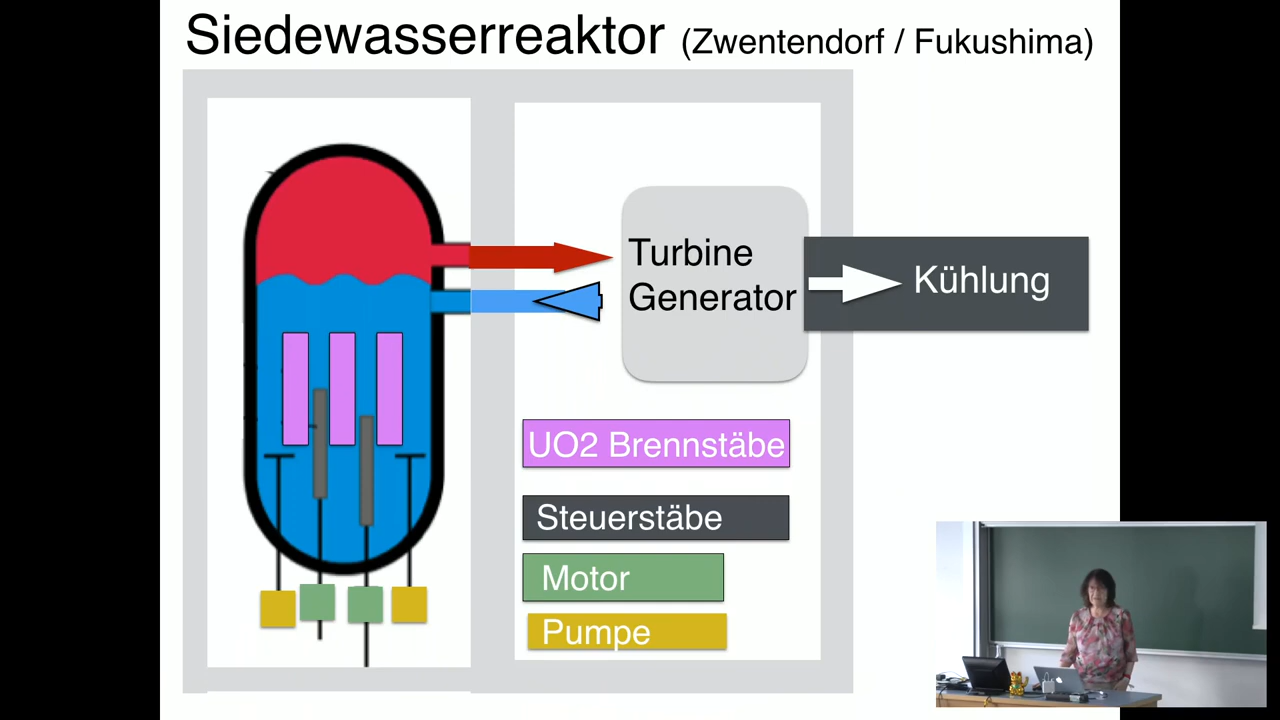 Siedewasserreaktor (Zwentendorf / Fukushima)
Turbine
Generator
Kühlung
UO2 Brennstäbe
Steuerstäbe
Motor
Pumpe